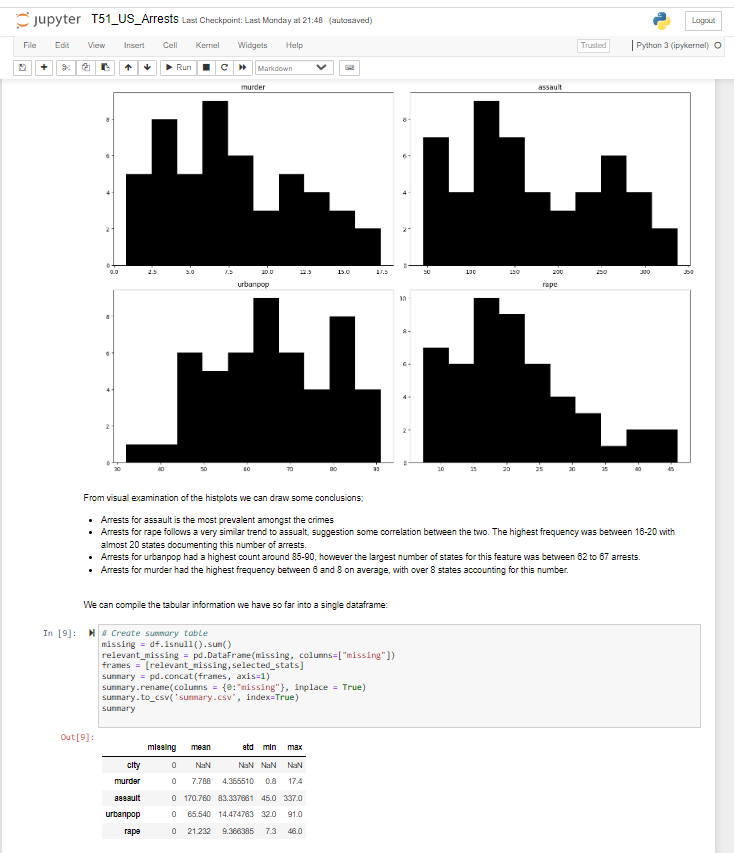 jupyter T51_US_Arrests Last Checkpoint: Last Monday at 21:48 (autosaved)
Logout
File Edit View Insert Cell Kernel Widgets Help
Trusted
Python 3 (ipykernel)
Run
Markdown
murder
8
6
4
2
0
0.0 2.5 5.0 7.5 10.0 12.5 15.0 17.5
assault
8
6
4
2
0
50 100 150 200 250 300 350
urbanpop
8
6
4
2
0
30 40 50 60 70 80 90
rape
10
8
6
4
2
0
10 15 20 25 30 35 40 45
From visual examination of the histplots we can draw some conclusions;
• Arrests for assault is the most prevalent amongst the crimes
• Arrests for rape follows a very similar trend to assualt, suggestion some correlation between the two. The highest frequency was between 16-20 with
almost 20 states documenting this number of arrests.
• Arrests for urbanpop had a highest count around 85-90, however the largest number of states for this feature was between 62 to 67 arrests.
• Arrests for murder had the highest frequency between 6 and 8 on average, with over 8 states accounting for this number.
We can compile the tabular information we have so far into a single dataframe:
In [9]:
# Create summary table
missing = df.isnull().sum()
relevant_missing = pd.DataFrame(missing, columns=["missing"])
frames = [relevant_missing,selected_stats]
summary = pd.concat(frames, axis=1)
summary.rename(columns = {0:"missing"}, inplace = True)
summary.to_csv('summary.csv', index=True)
summary
Out[9]:
missing mean std min max
city 0 NaN NaN NaN NaN
murder 0 7.788 4.355510 0.8 17.4
assault 0 170.760 83.337661 45.0 337.0
urbanpop 0 65.540 14.474763 32.0 91.0
rape 0 21.232 9.366385 7.3 46.0